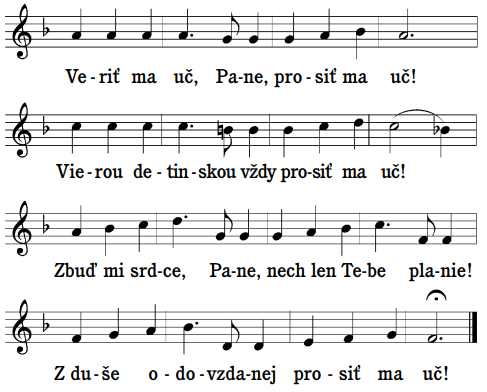 Ve - riť ma uč, Pa-ne, pro - siť ma uč!
Vie-rou de - tin-skou vždy pro-siť ma uč!
Zbuď mi srd-ce, Pa-ne, nech len Te-be pla-nie!
Z du-še o-do-vzda-nej pro - siť ma uč!